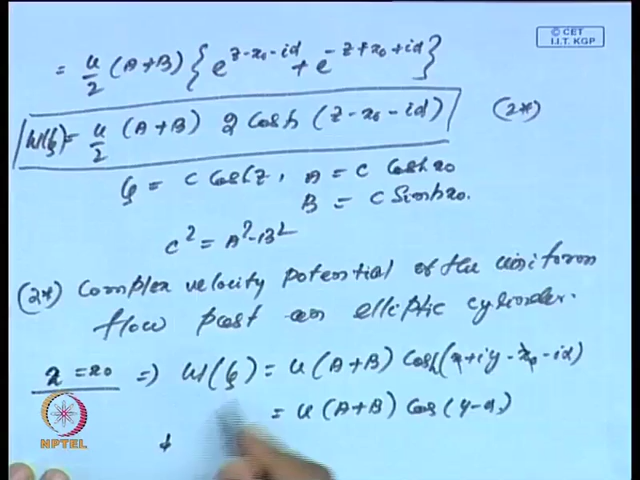 © CET
I.I.T. KGP
= u/2 (A+B) { e^{z-x0-iα} + e^{-z+x0+iα} }
W(ζ) = u/2 (A+B) 2 Cosh (z-x0-iα) (2*)
ζ = c Cosh z, A = c Cosh x0
B = c Sinh x0.
c² = A²-B²
(2*) Complex velocity potential of the uniform
flow past an elliptic cylinder.
x = x0 ⇒ W(ζ) = u (A+B) Cosh (x+iy-x0-iα)
= u (A+B) Cos (y-α)
NPTEL